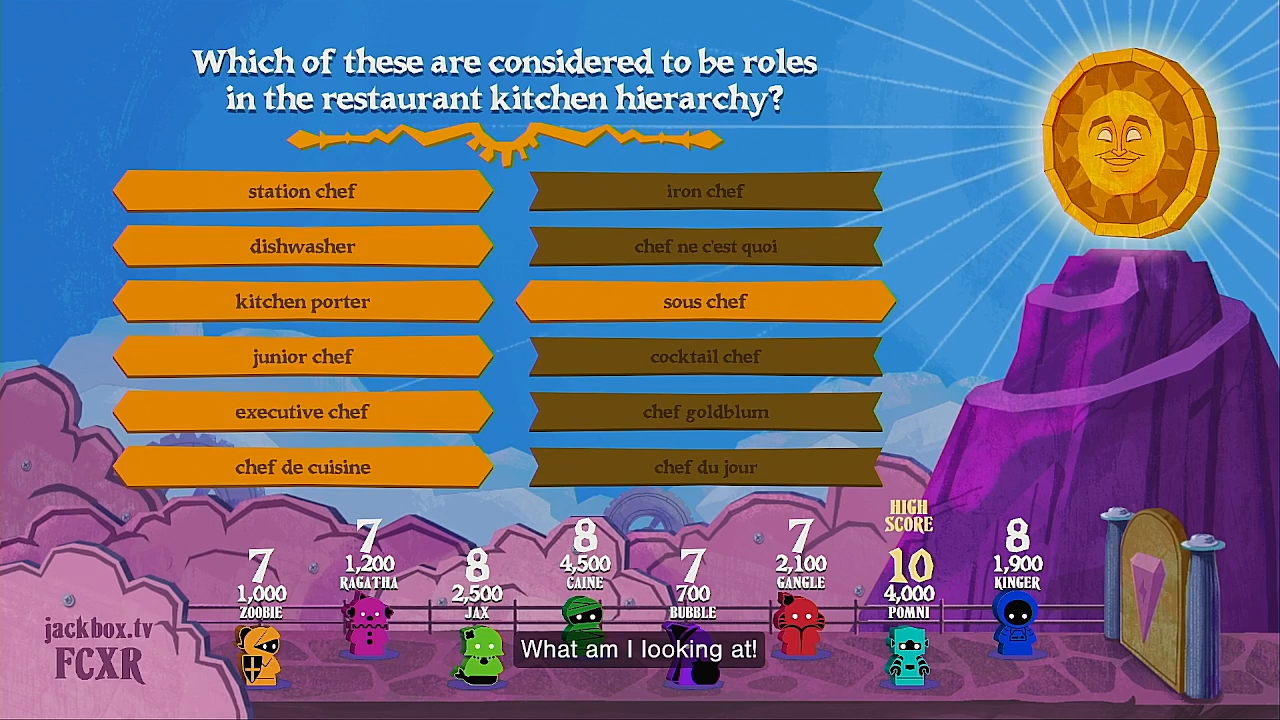 Which of these are considered to be roles
in the restaurant kitchen hierarchy?
station chef
iron chef
dishwasher
chef ne c'est quoi
kitchen porter
sous chef
junior chef
cocktail chef
executive chef
chef goldblum
chef de cuisine
chef du jour
7
1,000
ZOOBIE
7
1,200
RAGATHA
8
2,500
JAX
8
4,500
CAINE
7
700
BUBBLE
7
2,100
GANGLE
HIGH
SCORE
10
4,000
POMNI
8
1,900
KINGER
jackbox.tv
FCXR
What am I looking at!